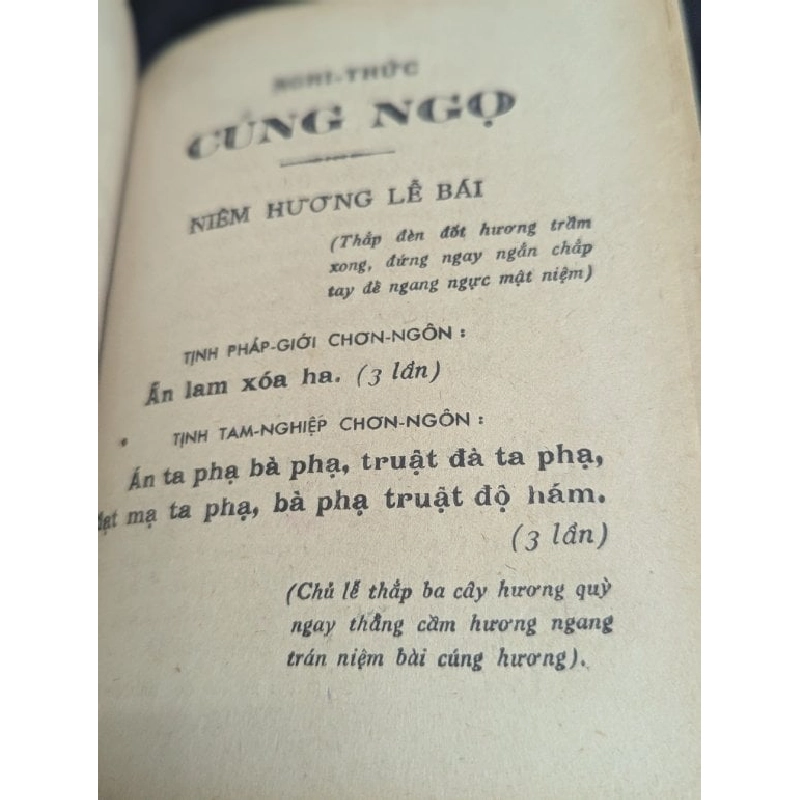 NGHI-THỨC
CÚNG NGỌ
NIÊM HƯƠNG LỄ BÁI
(Thắp đèn đốt hương trầm
xong, đứng ngay ngắn chắp
tay để ngang ngực mật niệm)
TỊNH PHÁP-GIỚI CHƠN-NGÔN :
Án lam xóa ha. (3 lần)
• TỊNH TAM-NGHIỆP CHƠN-NGÔN :
Án ta phạ bà phạ, truật đà ta phạ,
đạt mạ ta phạ, bà phạ truật độ hám.
(3 lần)
(Chủ lễ thắp ba cây hương quỳ
ngay thẳng cầm hương ngang
trán niệm bài cúng hương).